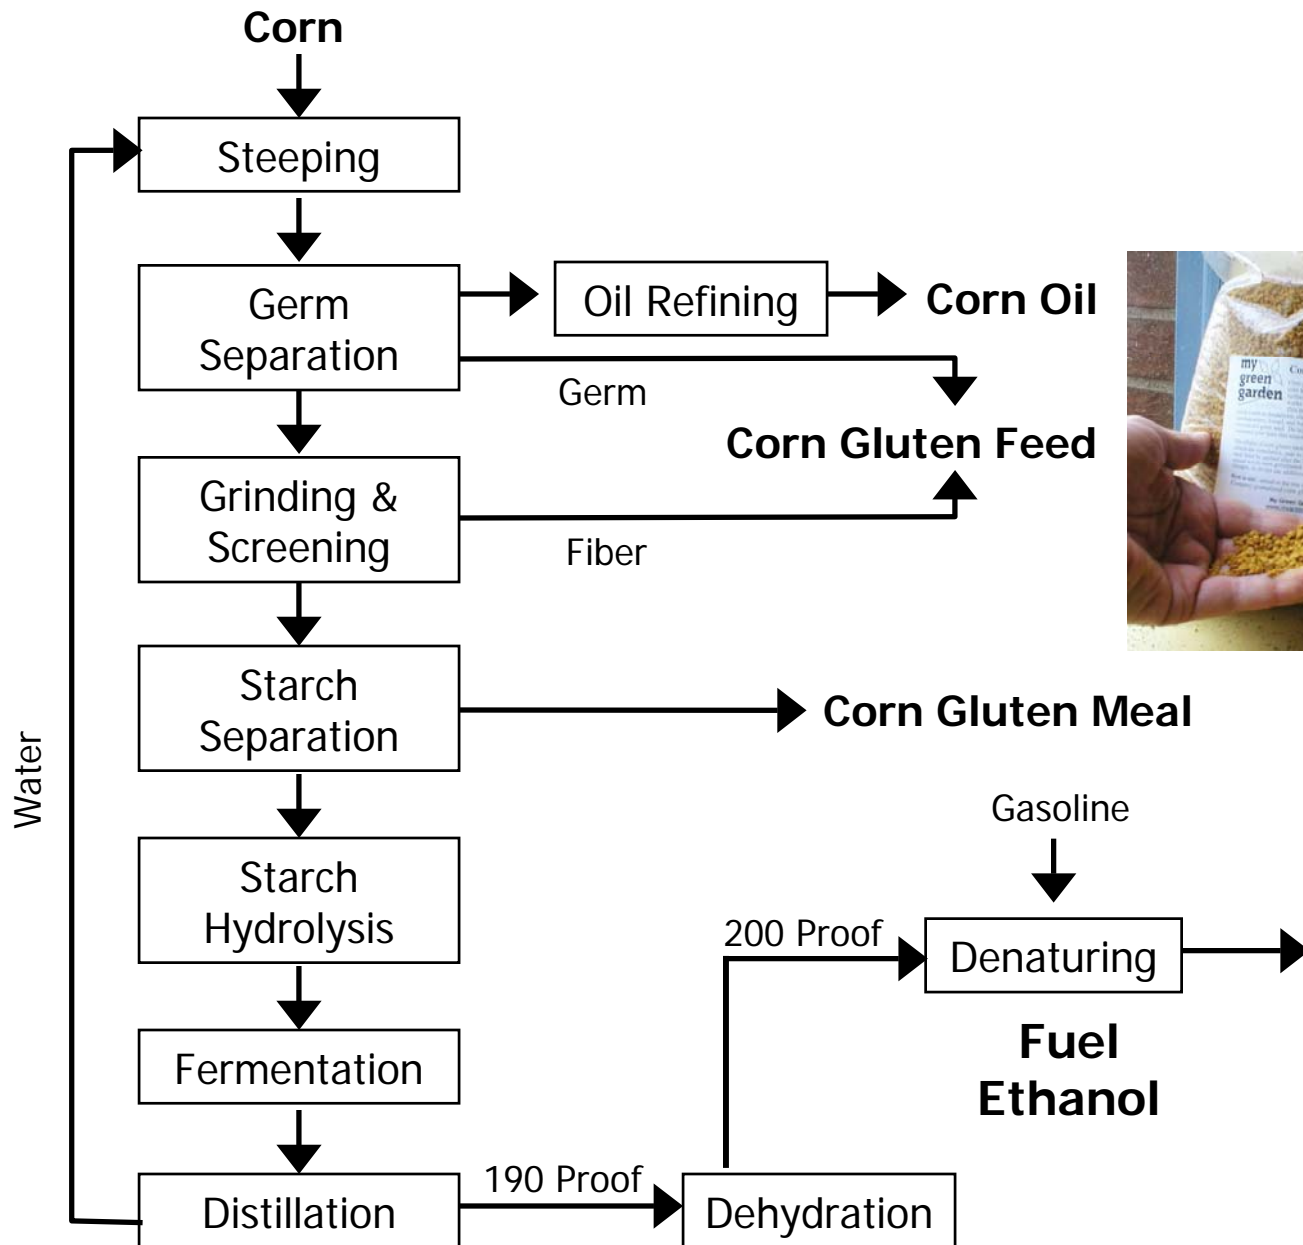 Corn
Steeping
Germ
Separation
Oil Refining
Corn Oil
Germ
Corn Gluten Feed
Grinding &
Screening
Fiber
my
green
garden
Starch
Separation
Corn Gluten Meal
Water
Gasoline
Starch
Hydrolysis
200 Proof
Denaturing
Fuel
Ethanol
Fermentation
190 Proof
Distillation
Dehydration